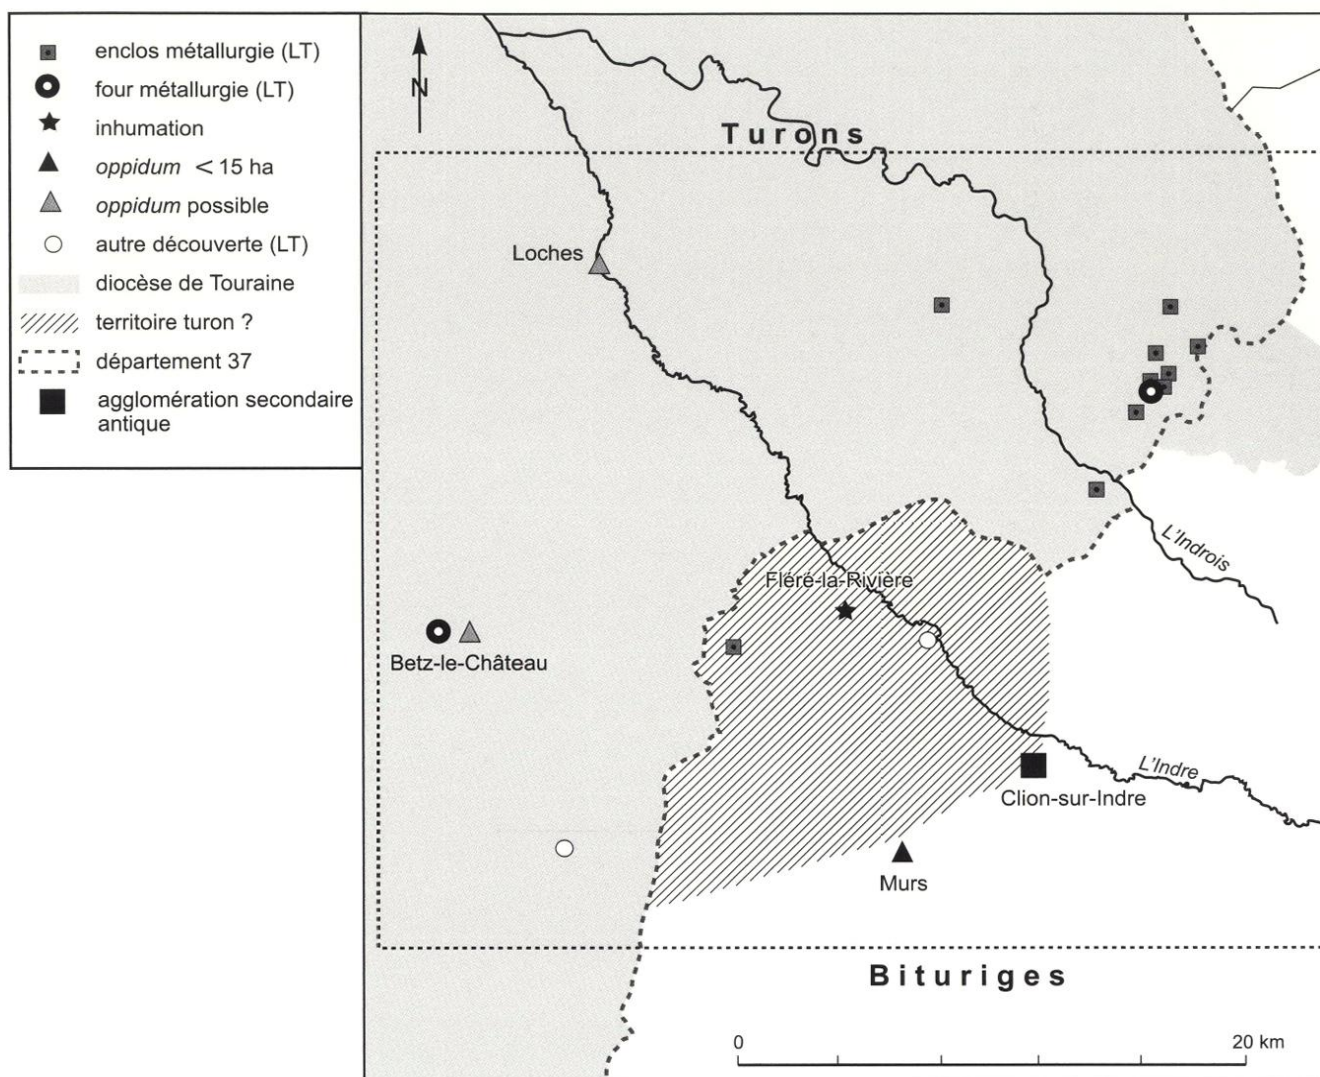 enclos métallurgie (LT)
four métallurgie (LT)
inhumation
oppidum < 15 ha
oppidum possible
autre découverte (LT)
diocèse de Touraine
territoire turon ?
département 37
agglomération secondaire
antique
N
Turons
Loches
L'Indrois
Fléré-la-Rivière
Betz-le-Château
L'Indre
Clion-sur-Indre
Murs
Bituriges
0 20 km